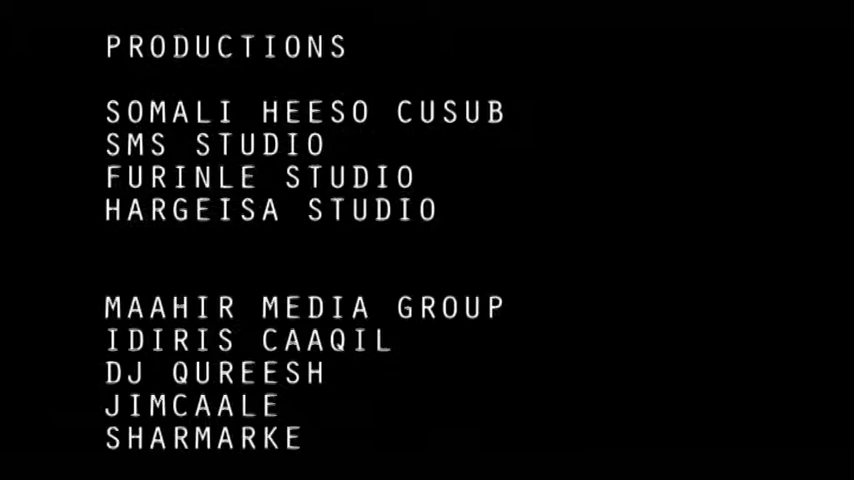 PRODUCTIONS
SOMALI HEESO CUSUB
SMS STUDIO
FURINLE STUDIO
HARGEISA STUDIO
MAAHIR MEDIA GROUP
IDIRIS CAAQIL
DJ QUREESH
JIMCAALE
SHARMARKE